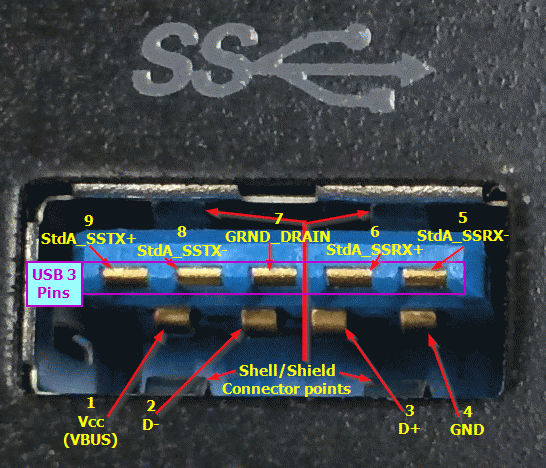 SS
9
StdA_SSTX+
8
StdA_SSTX-
7
GRND_DRAIN
6
StdA_SSRX+
5
StdA_SSRX-
USB 3
Pins
Shell/Shield
Connector points
1
Vcc
(VBUS)
2
D-
3
D+
4
GND